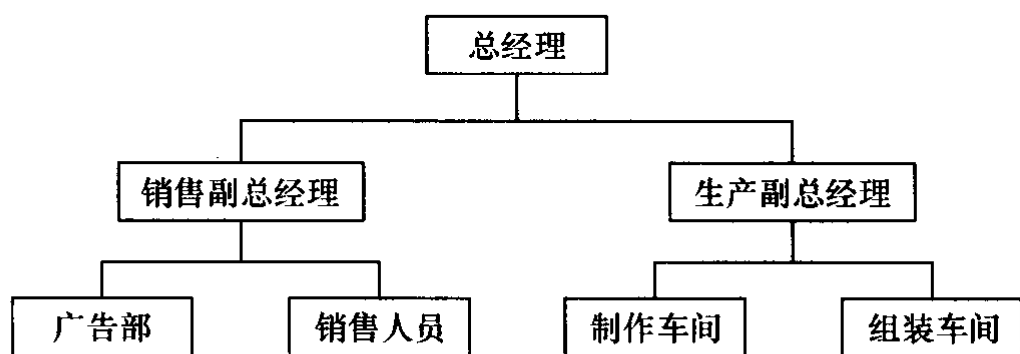 总经理
销售副总经理
生产副总经理
广告部
销售人员
制作车间
组装车间